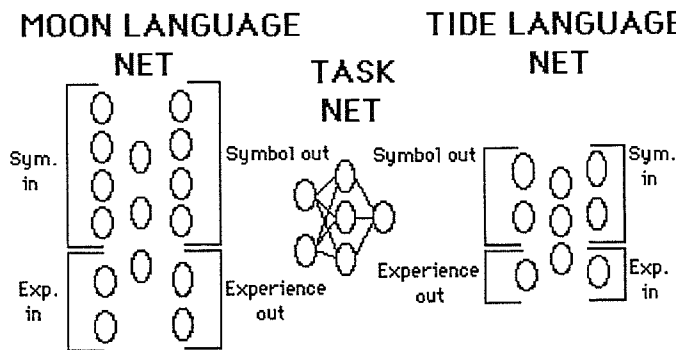 MOON LANGUAGE
NET
TASK
NET
TIDE LANGUAGE
NET
Sym.
in
Symbol out
Exp.
in
Experience
out
Symbol out
Sym.
in
Experience
out
Exp.
in